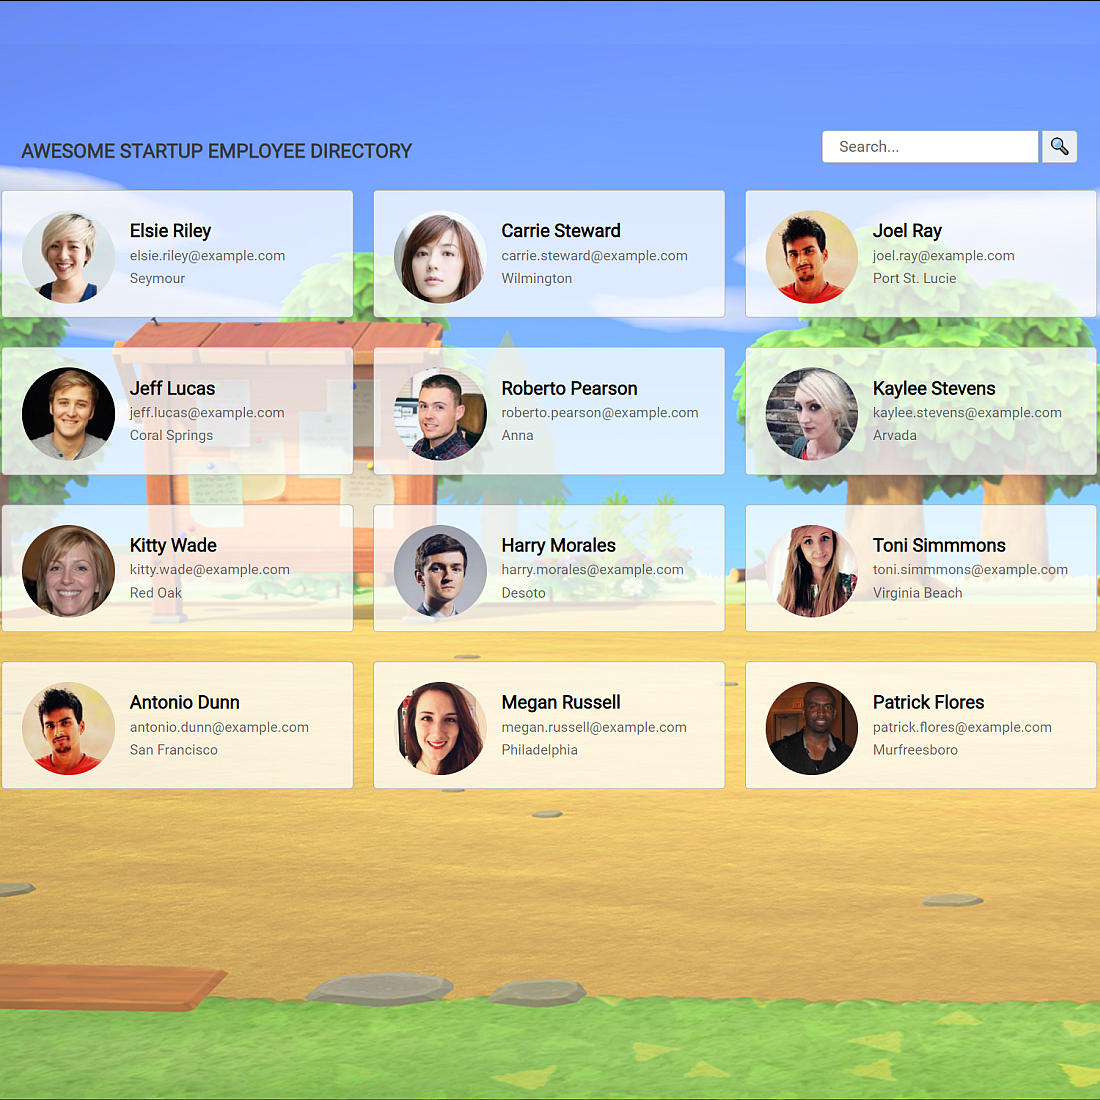 AWESOME STARTUP EMPLOYEE DIRECTORY
Search...
Elsie Riley
elsie.riley@example.com
Seymour
Carrie Steward
carrie.steward@example.com
Wilmington
Joel Ray
joel.ray@example.com
Port St. Lucie
Jeff Lucas
jeff.lucas@example.com
Coral Springs
Roberto Pearson
roberto.pearson@example.com
Anna
Kaylee Stevens
kaylee.stevens@example.com
Arvada
Kitty Wade
kitty.wade@example.com
Red Oak
Harry Morales
harry.morales@example.com
Desoto
Toni Simmmons
toni.simmmons@example.com
Virginia Beach
Antonio Dunn
antonio.dunn@example.com
San Francisco
Megan Russell
megan.russell@example.com
Philadelphia
Patrick Flores
patrick.flores@example.com
Murfreesboro